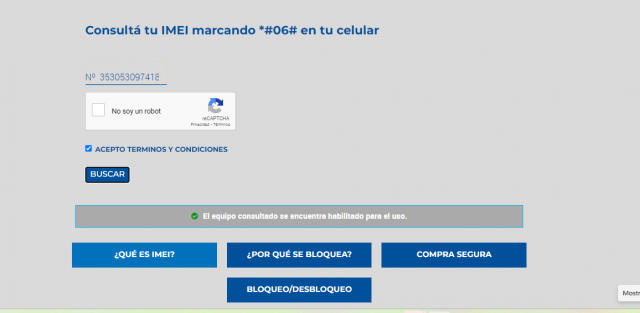 Consultá tu IMEI marcando *#06# en tu celular
Nº 353053097418
No soy un robot
reCAPTCHA
Privacidad - Términos
ACEPTO TERMINOS Y CONDICIONES
BUSCAR
El equipo consultado se encuentra habilitado para el uso.
¿QUÉ ES IMEI?
¿POR QUÉ SE BLOQUEA?
COMPRA SEGURA
BLOQUEO/DESBLOQUEO
Mostr